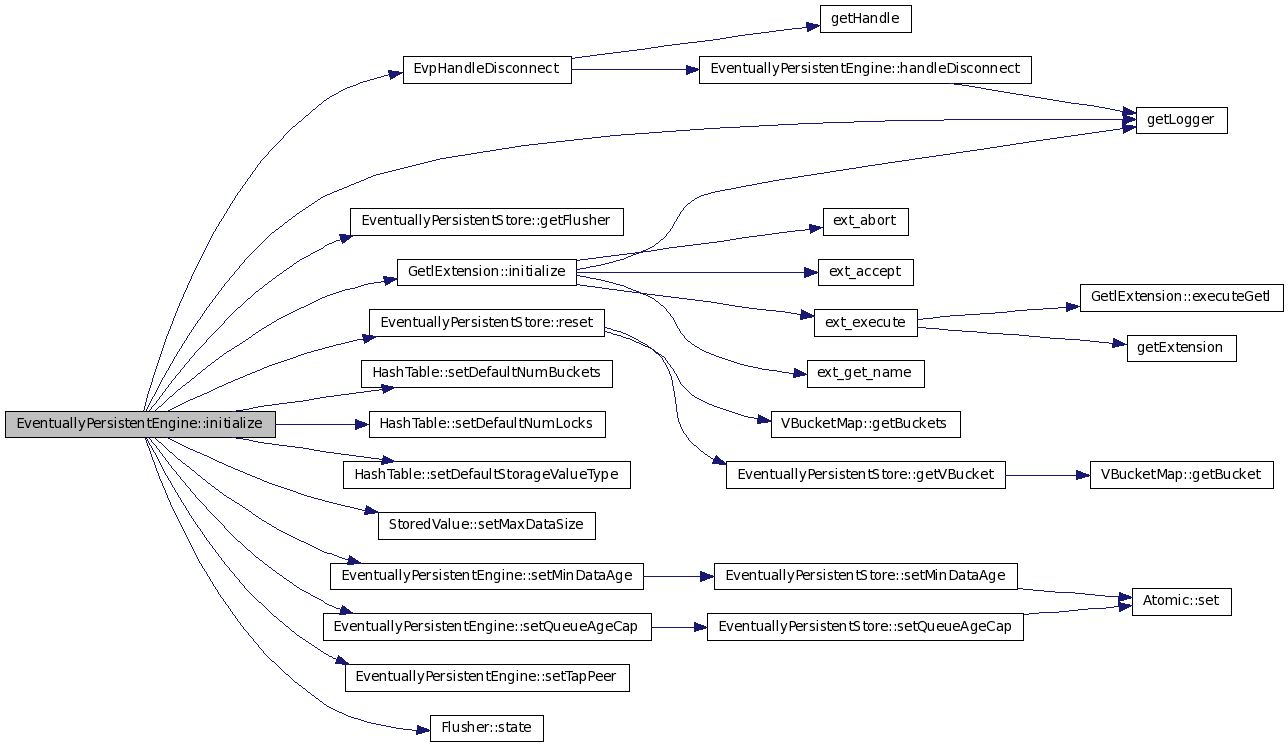 getHandle
EvpHandleDisconnect
EventuallyPersistentEngine::handleDisconnect
getLogger
EventuallyPersistentStore::getFlusher
ext_abort
GetlExtension::initialize
ext_accept
GetlExtension::executeGetl
EventuallyPersistentStore::reset
ext_execute
getExtension
HashTable::setDefaultNumBuckets
ext_get_name
EventuallyPersistentEngine::initialize
HashTable::setDefaultNumLocks
VBucketMap::getBuckets
HashTable::setDefaultStorageValueType
EventuallyPersistentStore::getVBucket
VBucketMap::getBucket
StoredValue::setMaxDataSize
EventuallyPersistentEngine::setMinDataAge
EventuallyPersistentStore::setMinDataAge
Atomic::set
EventuallyPersistentEngine::setQueueAgeCap
EventuallyPersistentStore::setQueueAgeCap
EventuallyPersistentEngine::setTapPeer
Flusher::state